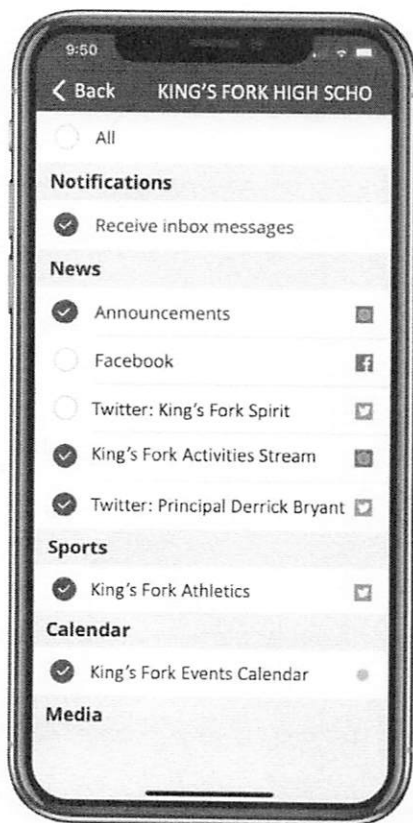 9:50
Back KING'S FORK HIGH SCHO
All
Notifications
Receive inbox messages
News
Announcements
Facebook
Twitter: King's Fork Spirit
King's Fork Activities Stream
Twitter: Principal Derrick Bryant
Sports
King's Fork Athletics
Calendar
King's Fork Events Calendar
Media